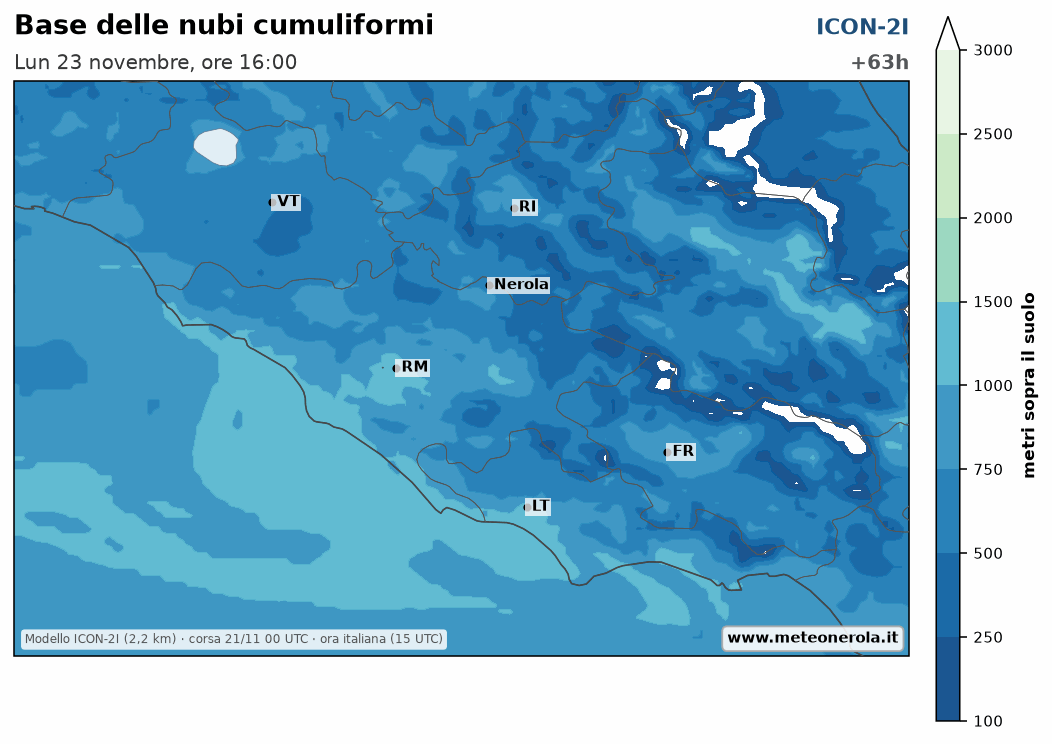 Base delle nubi cumuliformi
ICON-2I
Lun 23 novembre, ore 16:00
+63h
VT
RI
Nerola
RM
FR
LT
Modello ICON-2I (2,2 km) · corsa 21/11 00 UTC · ora italiana (15 UTC)
www.meteonerola.it
3000
2500
2000
1500
1000
750
500
250
100
metri sopra il suolo